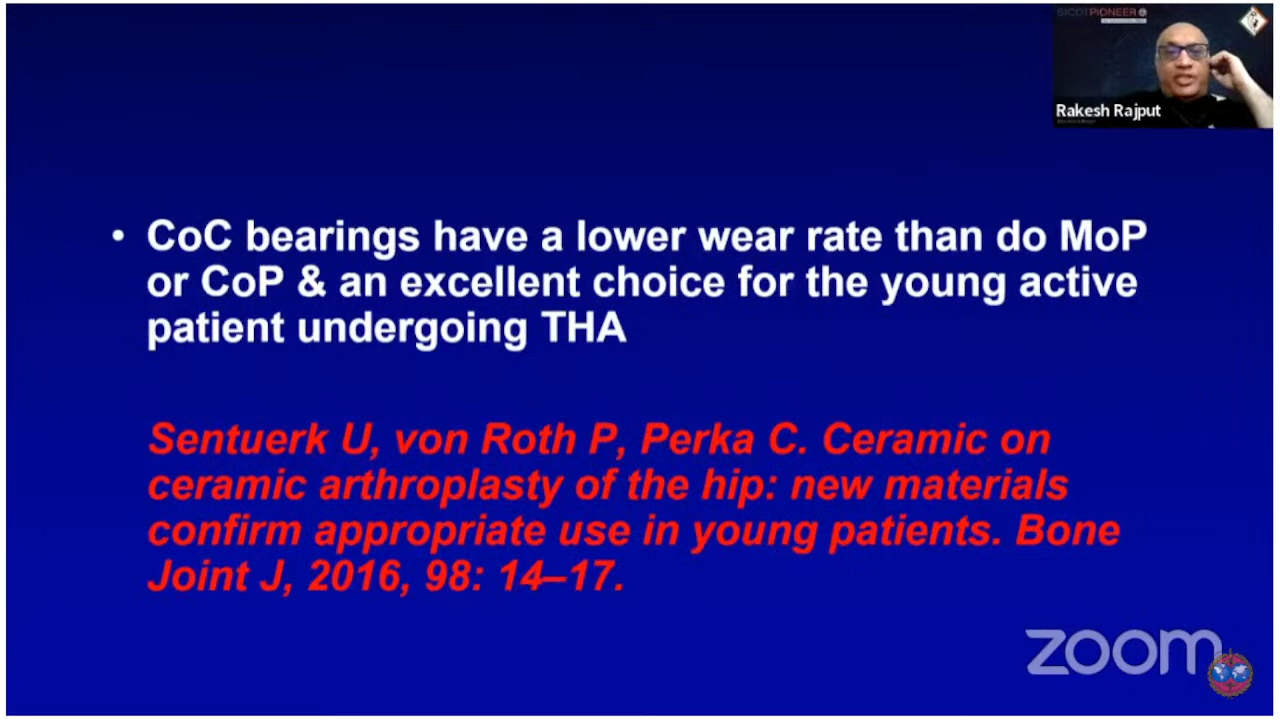 SICOT PIONEER
Rakesh Rajput
• CoC bearings have a lower wear rate than do MoP
or CoP & an excellent choice for the young active
patient undergoing THA
Sentuerk U, von Roth P, Perka C. Ceramic on
ceramic arthroplasty of the hip: new materials
confirm appropriate use in young patients. Bone
Joint J, 2016, 98: 14–17.
zoom